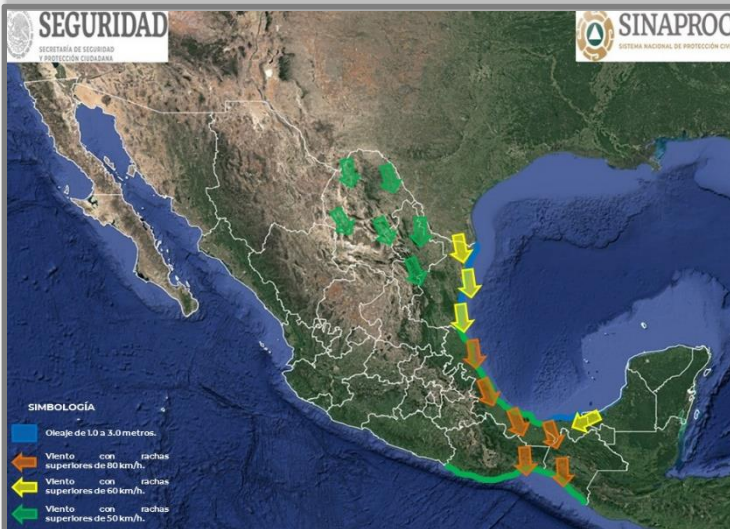 SEGURIDAD
SECRETARÍA DE SEGURIDAD
Y PROTECCIÓN CIUDADANA
SINAPROC
SISTEMA NACIONAL DE PROTECCIÓN CIV
SIMBOLOGÍA
Oleaje de 1.0 a 3.0 metros.
Viento con rachas
superiores de 80 km/h.
Viento con rachas
superiores de 60 km/h.
Viento con rachas
superiores de 50 km/h.